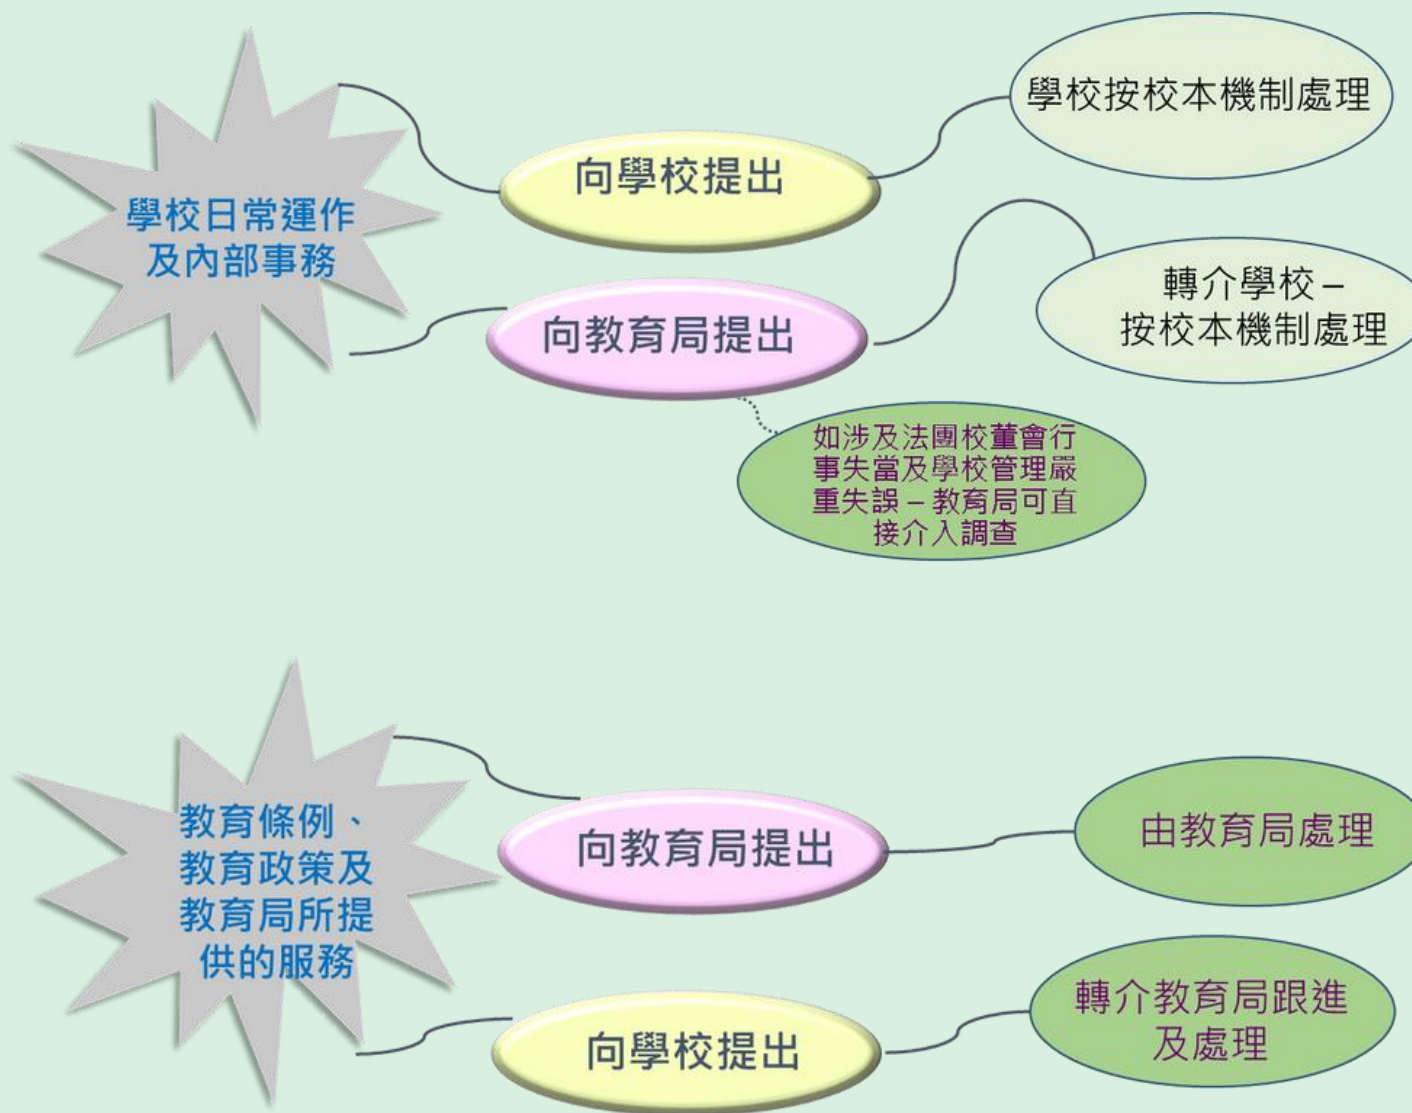 學校日常運作
及內部事務
向學校提出
學校按校本機制處理
向教育局提出
轉介學校 –
按校本機制處理
如涉及法團校董會行
事失當及學校管理嚴
重失誤 – 教育局可直
接介入調查
教育條例、
教育政策及
教育局所提
供的服務
向教育局提出
由教育局處理
向學校提出
轉介教育局跟進
及處理